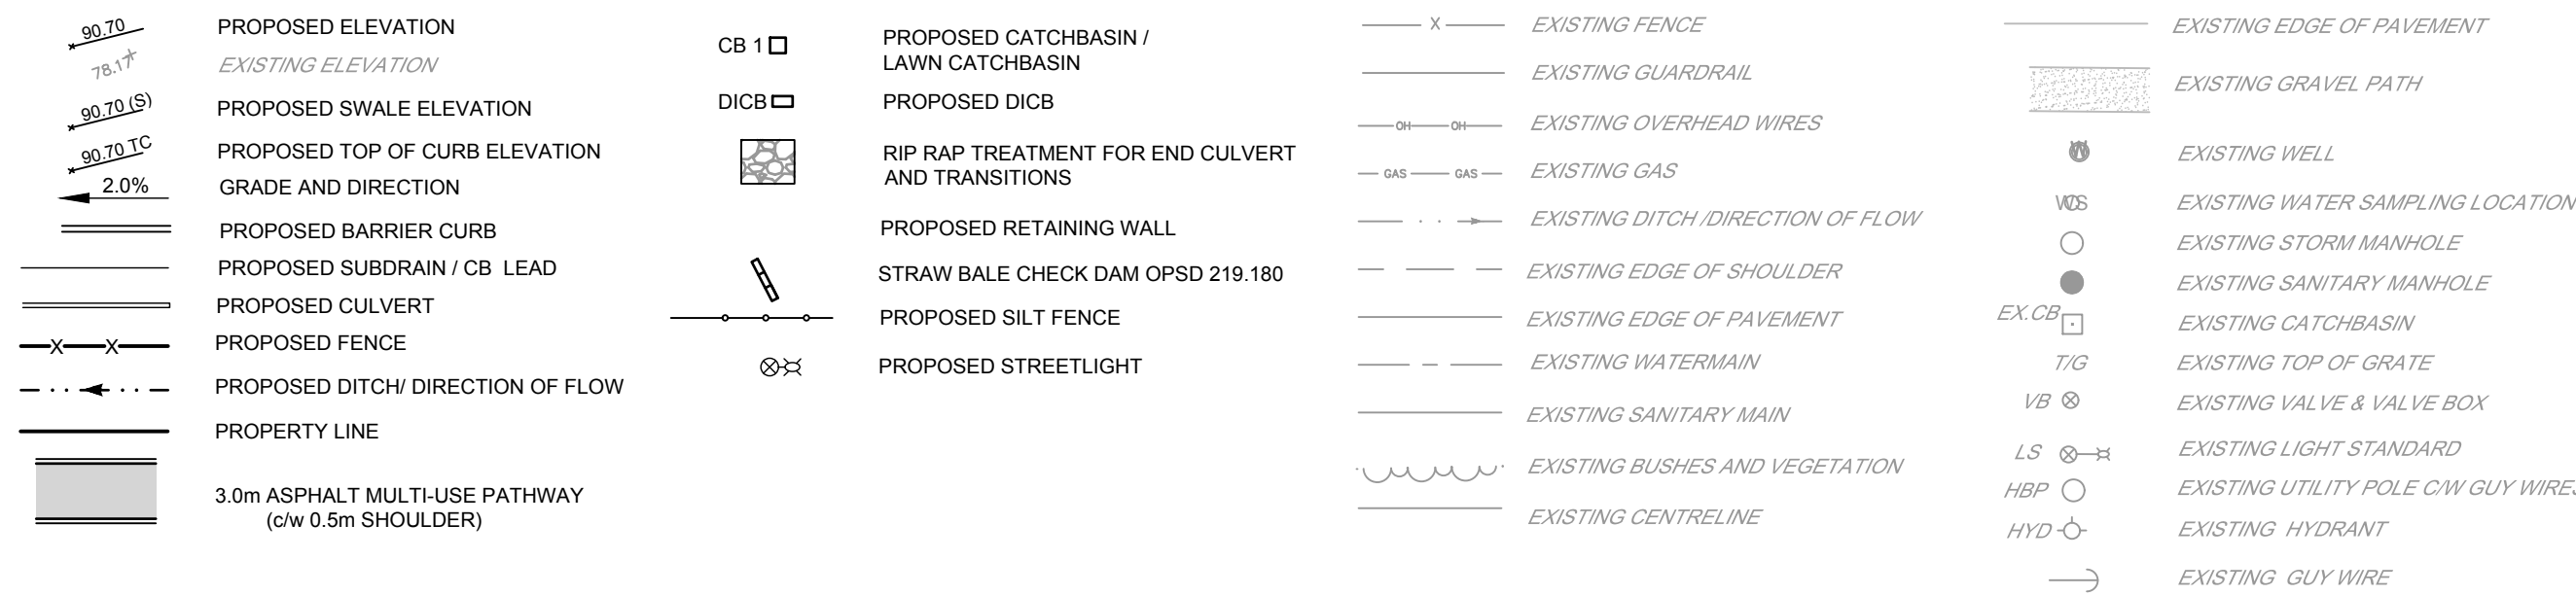 90.70 PROPOSED ELEVATION
78.17 EXISTING ELEVATION
90.70 (S) PROPOSED SWALE ELEVATION
90.70 TC PROPOSED TOP OF CURB ELEVATION
2.0% GRADE AND DIRECTION
PROPOSED BARRIER CURB
PROPOSED SUBDRAIN / CB LEAD
PROPOSED CULVERT
X X PROPOSED FENCE
PROPOSED DITCH/ DIRECTION OF FLOW
PROPERTY LINE
3.0m ASPHALT MULTI-USE PATHWAY
(c/w 0.5m SHOULDER)
CB 1 PROPOSED CATCHBASIN /
LAWN CATCHBASIN
DICB PROPOSED DICB
RIP RAP TREATMENT FOR END CULVERT
AND TRANSITIONS
PROPOSED RETAINING WALL
STRAW BALE CHECK DAM OPSD 219.180
PROPOSED SILT FENCE
PROPOSED STREETLIGHT
X EXISTING FENCE
EXISTING GUARDRAIL
OH OH EXISTING OVERHEAD WIRES
GAS GAS EXISTING GAS
EXISTING DITCH /DIRECTION OF FLOW
EXISTING EDGE OF SHOULDER
EXISTING EDGE OF PAVEMENT
EXISTING WATERMAIN
EXISTING SANITARY MAIN
EXISTING BUSHES AND VEGETATION
EXISTING CENTRELINE
EXISTING EDGE OF PAVEMENT
EXISTING GRAVEL PATH
W EXISTING WELL
WS EXISTING WATER SAMPLING LOCATION
EXISTING STORM MANHOLE
EXISTING SANITARY MANHOLE
EX.CB EXISTING CATCHBASIN
T/G EXISTING TOP OF GRATE
VB EXISTING VALVE & VALVE BOX
LS EXISTING LIGHT STANDARD
HBP EXISTING UTILITY POLE C/W GUY WIRES
HYD EXISTING HYDRANT
EXISTING GUY WIRE